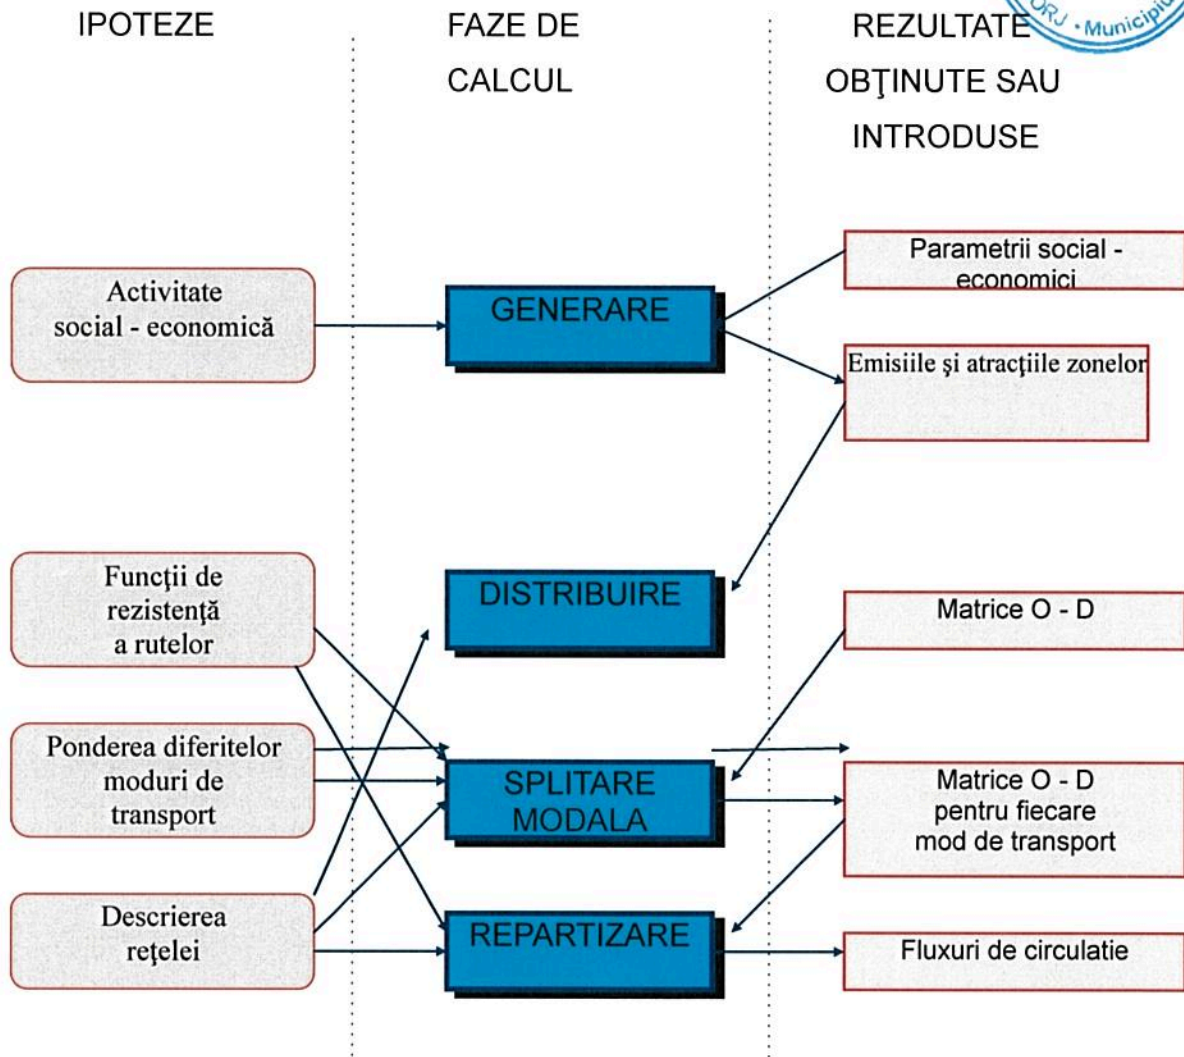 IPOTEZE
FAZE DE
CALCUL
REZULTATE
OBŢINUTE SAU
INTRODUSE
ORJ • Municipiu
Activitate
social - economică
GENERARE
Parametrii social -
economici
Emisiile şi atracţiile zonelor
Funcţii de
rezistenţă
a rutelor
DISTRIBUIRE
Matrice O - D
Ponderea diferitelor
moduri de
transport
SPLITARE
MODALA
Matrice O - D
pentru fiecare
mod de transport
Descrierea
reţelei
REPARTIZARE
Fluxuri de circulatie